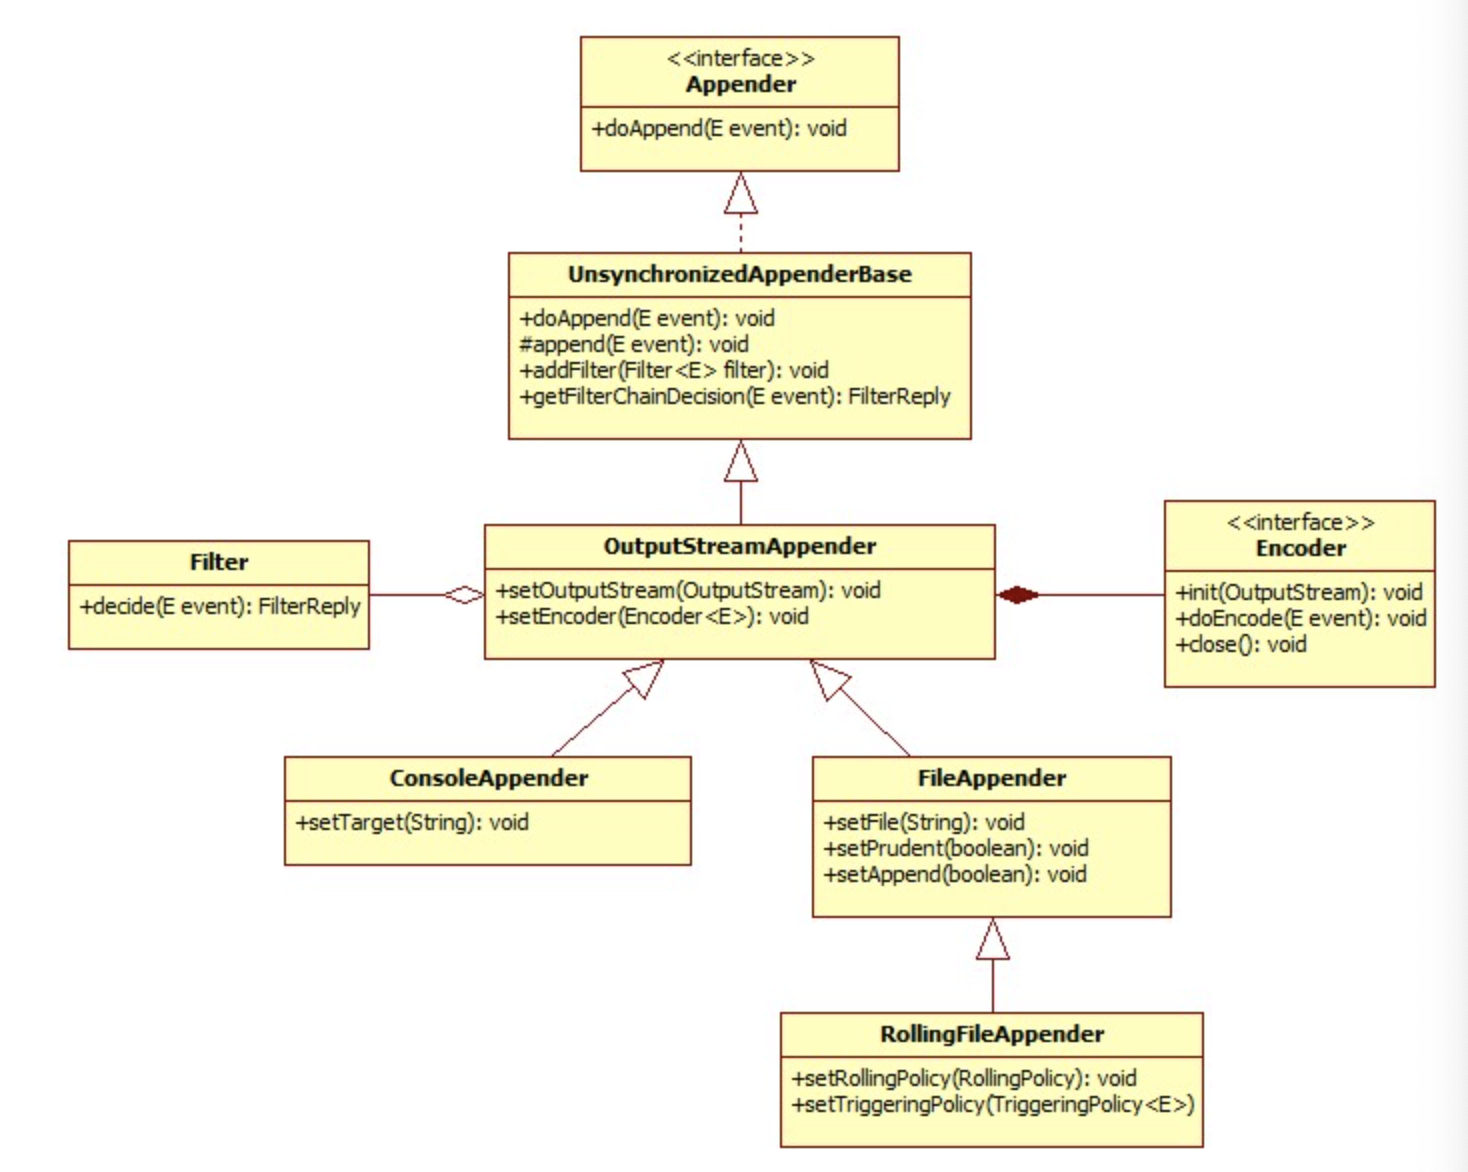 <<interface>>
Appender
+doAppend(E event): void
UnsynchronizedAppenderBase
+doAppend(E event): void
#append(E event): void
+addFilter(Filter<E> filter): void
+getFilterChainDecision(E event): FilterReply
Filter
+decide(E event): FilterReply
OutputStreamAppender
+setOutputStream(OutputStream): void
+setEncoder(Encoder<E>): void
<<interface>>
Encoder
+init(OutputStream): void
+doEncode(E event): void
+close(): void
ConsoleAppender
+setTarget(String): void
FileAppender
+setFile(String): void
+setPrudent(boolean): void
+setAppend(boolean): void
RollingFileAppender
+setRollingPolicy(RollingPolicy): void
+setTriggeringPolicy(TriggeringPolicy<E>)